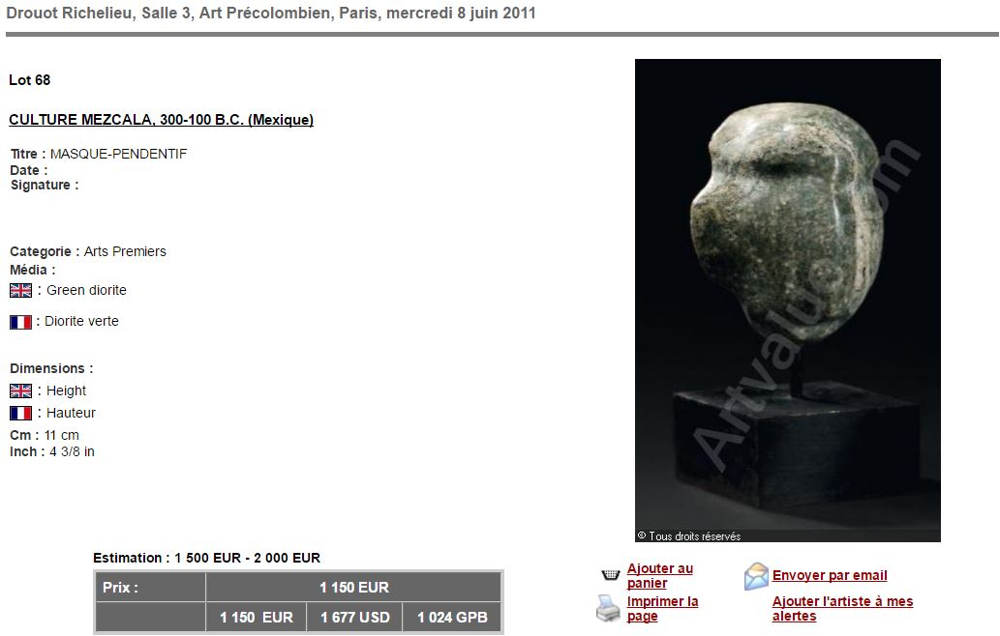 Drouot Richelieu, Salle 3, Art Précolombien, Paris, mercredi 8 juin 2011
Lot 68
CULTURE MEZCALA, 300-100 B.C. (Mexique)
Titre : MASQUE-PENDENTIF
Date :
Signature :
Categorie : Arts Premiers
Média :
: Green diorite
: Diorite verte
Dimensions :
: Height
: Hauteur
Cm : 11 cm
Inch : 4 3/8 in
Artvalue.com
© Tous droits réservés
Estimation : 1 500 EUR - 2 000 EUR
Prix : 1 150 EUR
1 150 EUR 1 677 USD 1 024 GPB
Ajouter au
panier
Envoyer par email
Imprimer la
page
Ajouter l'artiste à mes
alertes